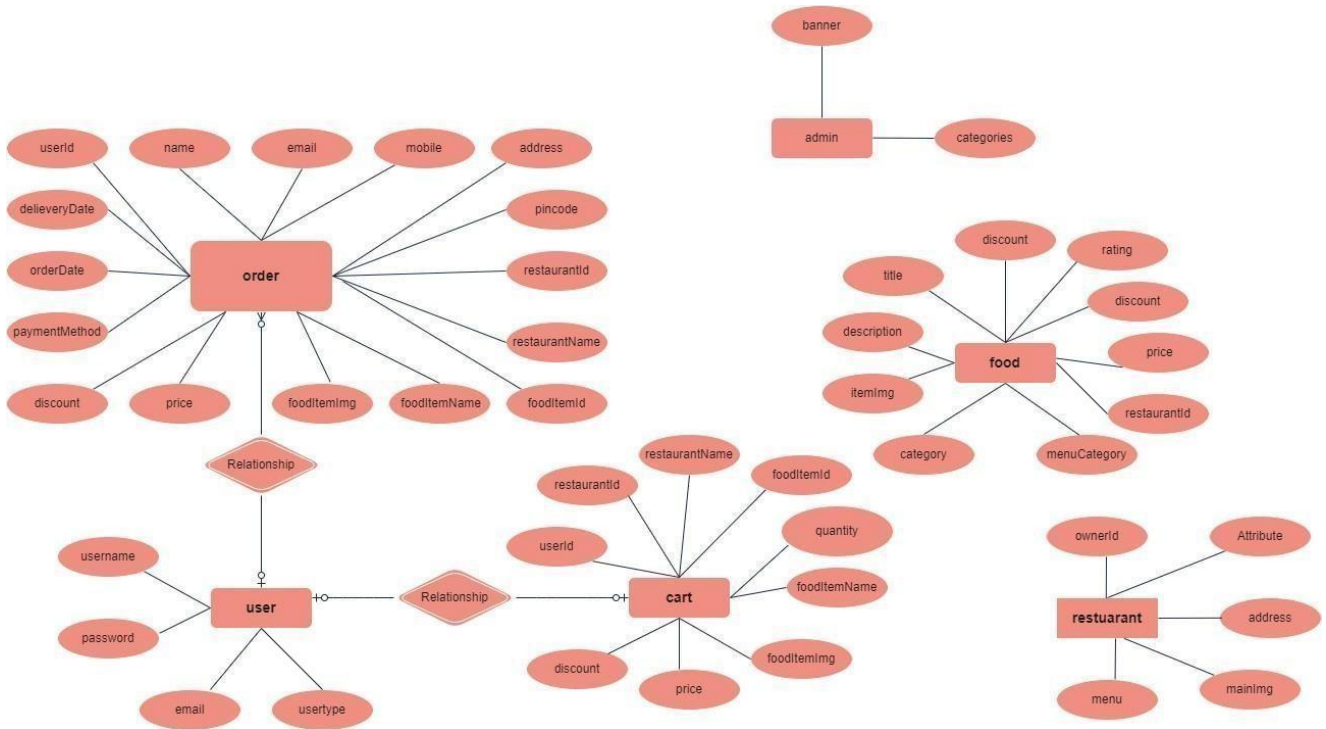 banner
admin
categories
userId
name
email
mobile
address
delieveryDate
pincode
order
orderDate
restaurantId
paymentMethod
restaurantName
discount
price
foodItemImg
foodItemName
foodItemId
discount
rating
title
discount
description
food
price
itemImg
restaurantId
category
menuCategory
Relationship
restaurantName
restaurantId
foodItemId
userId
quantity
username
foodItemName
user
Relationship
cart
password
foodItemImg
discount
price
email
usertype
ownerId
Attribute
restuarant
address
menu
mainImg